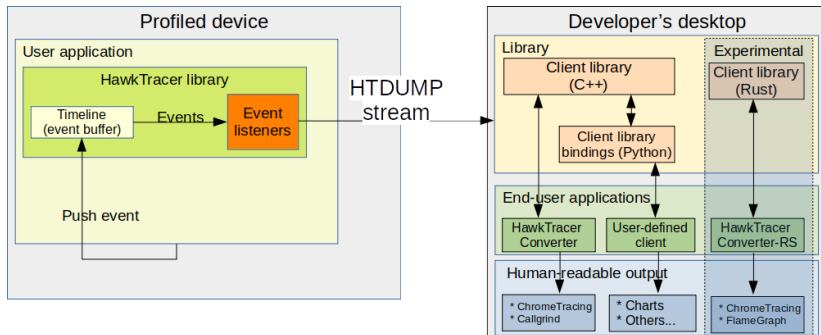 Profiled device
User application
HawkTracer library
Timeline
(event buffer)
Events
Event
listeners
Push event
HTDUMP
stream
Developer’s desktop
Library
Experimental
Client library
(C++)
Client library
(Rust)
Client library
bindings (Python)
End-user applications
HawkTracer
Converter
User-defined
client
HawkTracer
Converter-RS
Human-readable output
* ChromeTracing
* Callgrind
* Charts
* Others...
* ChromeTracing
* FlameGraph